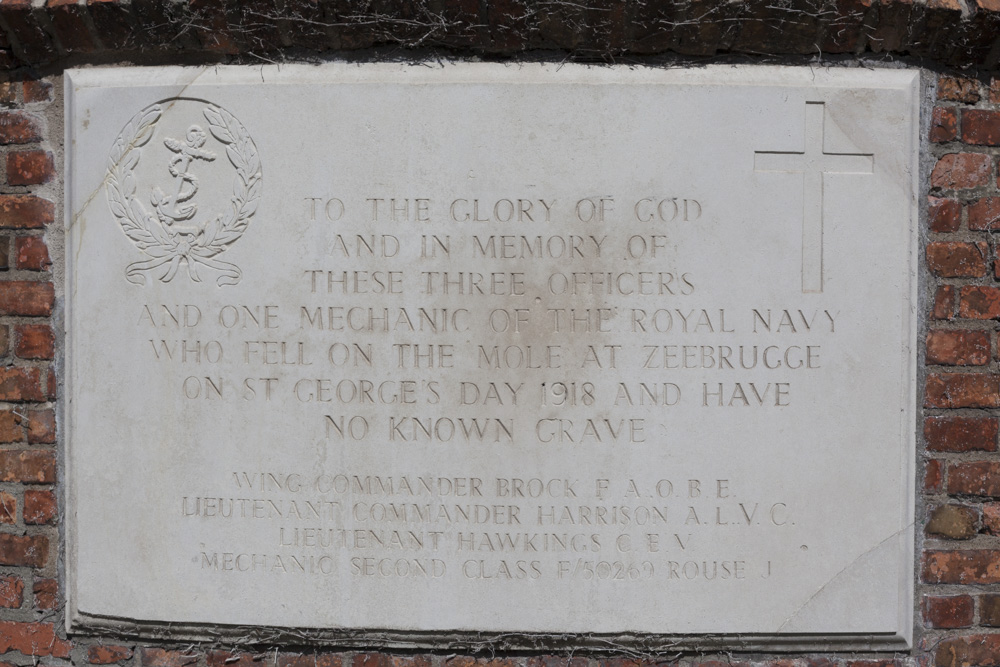 TO THE GLORY OF GOD
AND IN MEMORY OF
THESE THREE OFFICERS
AND ONE MECHANIC OF THE ROYAL NAVY
WHO FELL ON THE MOLE AT ZEEBRUGGE
ON ST GEORGE'S DAY 1918 AND HAVE
NO KNOWN GRAVE
WING COMMANDER BROCK F. A. O. B. E.
LIEUTENANT COMMANDER HARRISON A. L. V. C.
LIEUTENANT HAWKINGS C. E. V.
MECHANIC SECOND CLASS F/50269 ROUSE J